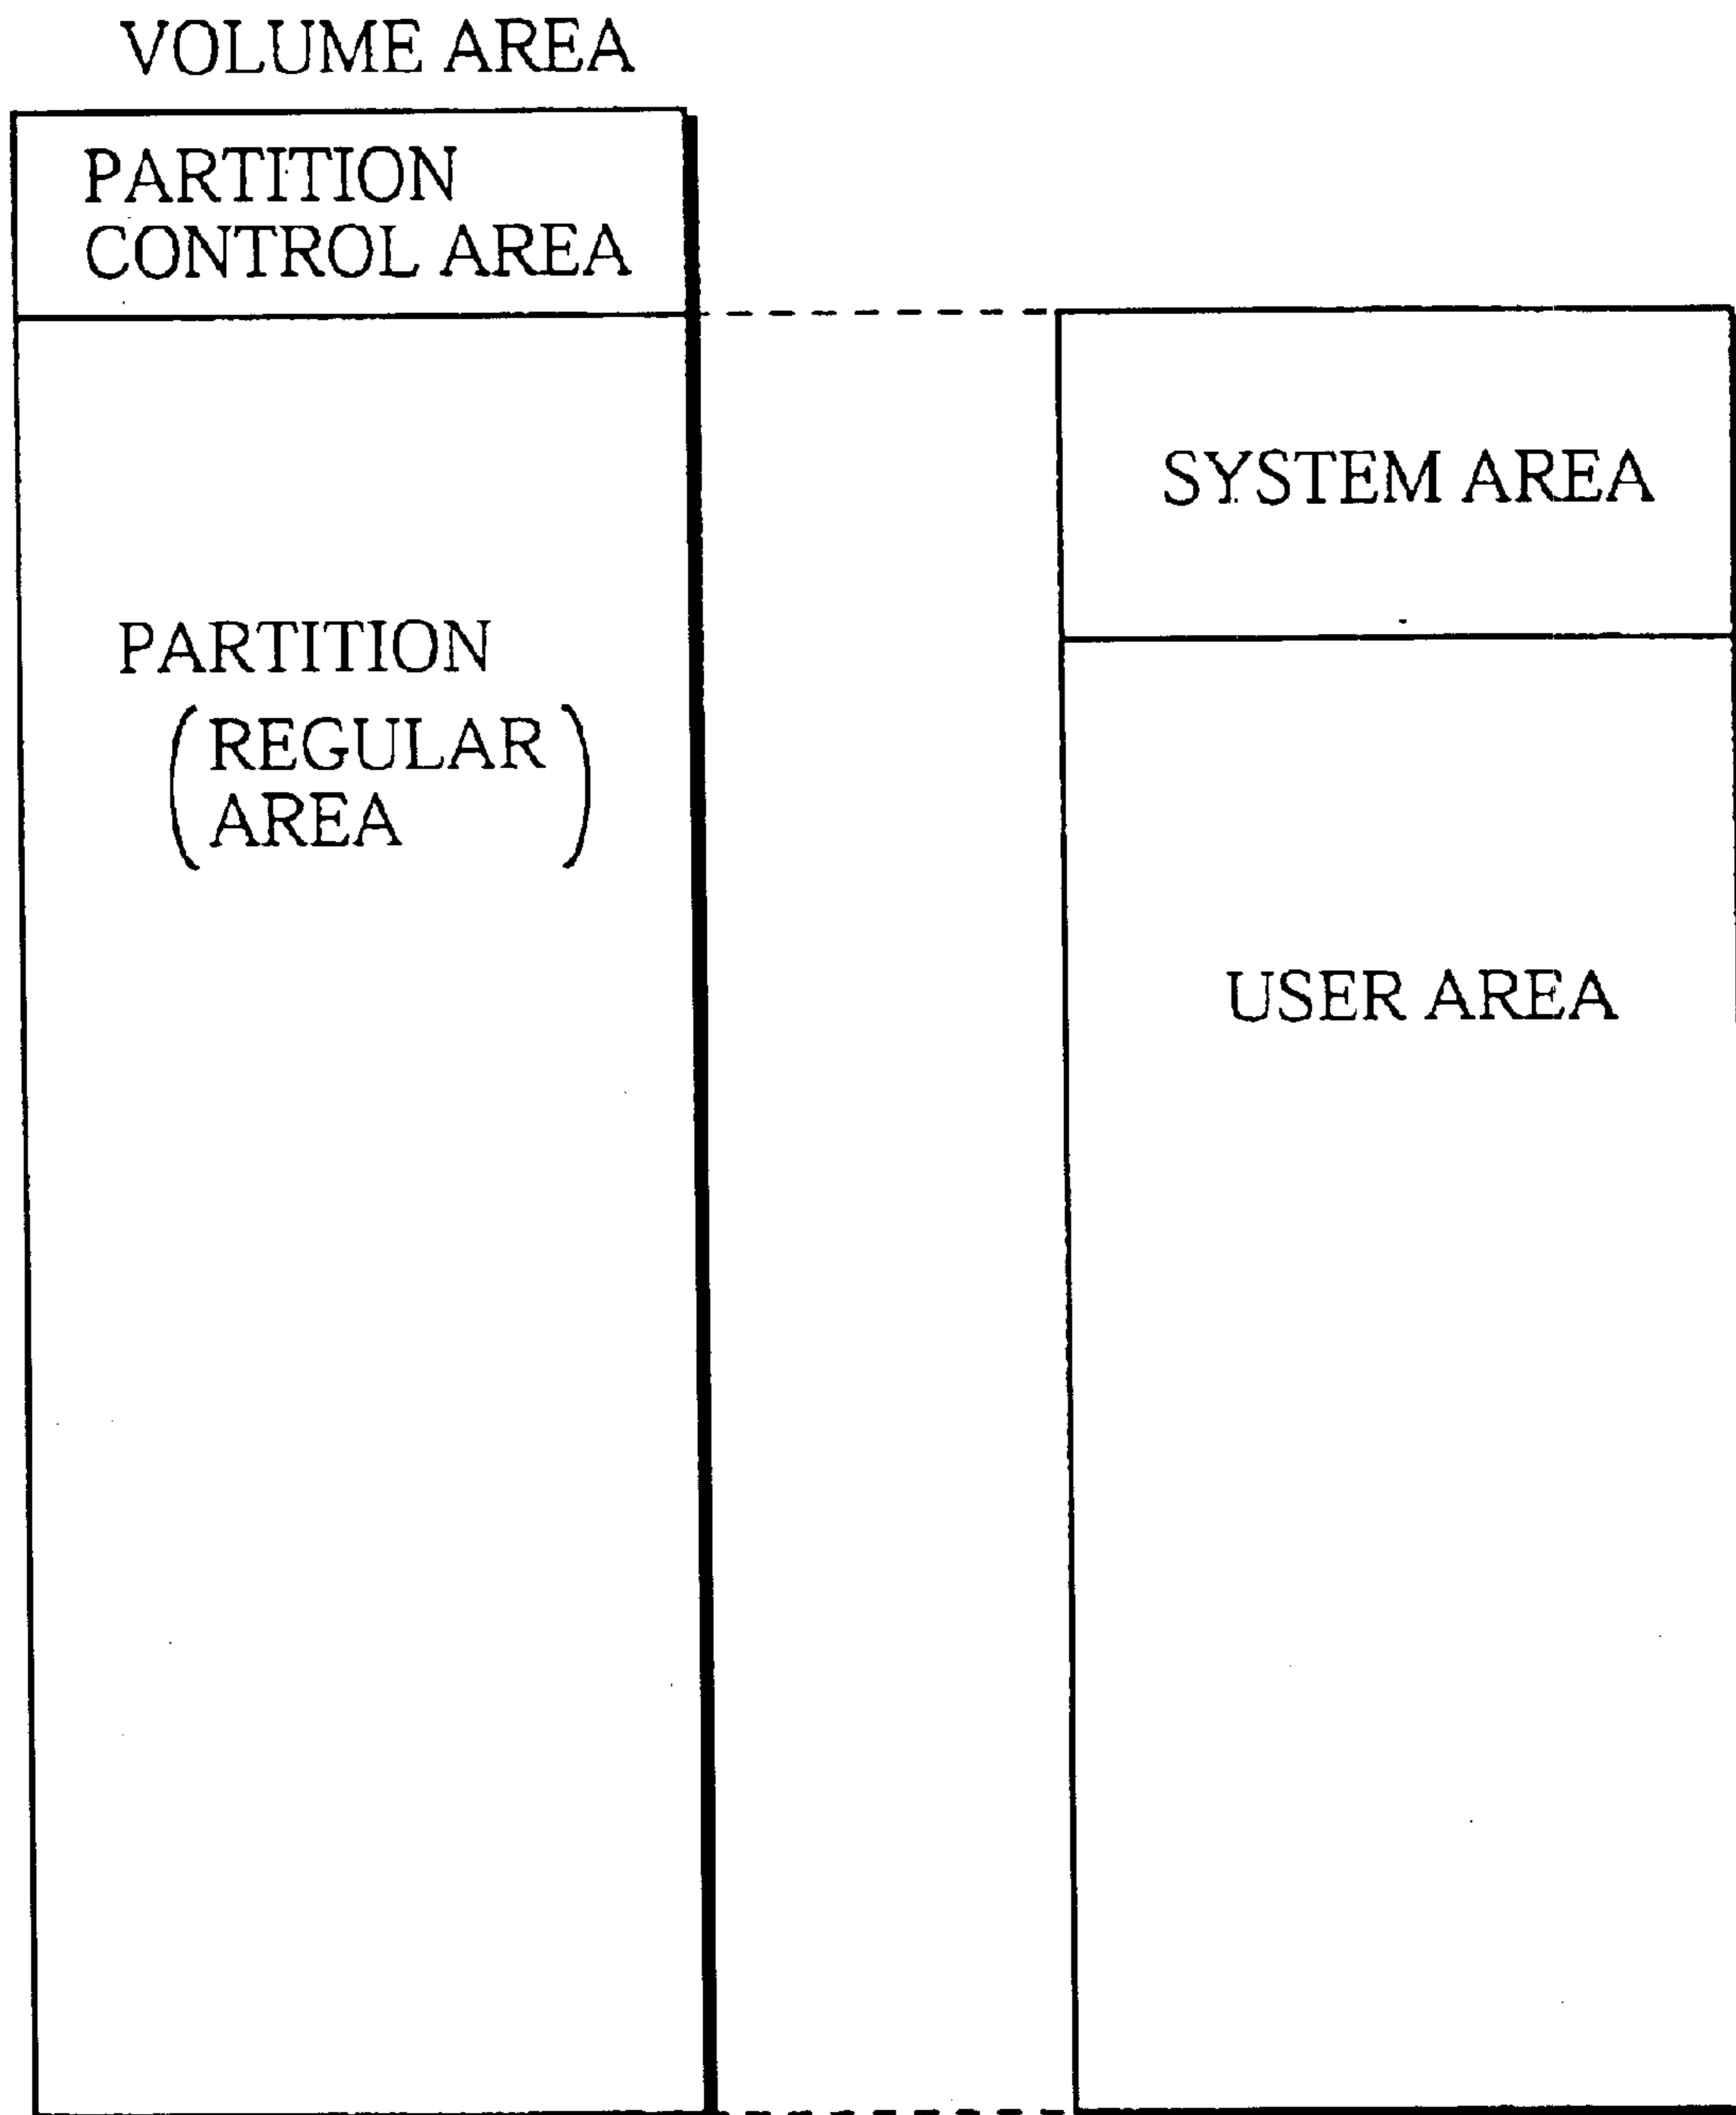 VOLUME AREA
PARTITION
CONTROL AREA
PARTITION
(REGULAR
AREA)
SYSTEM AREA
USER AREA